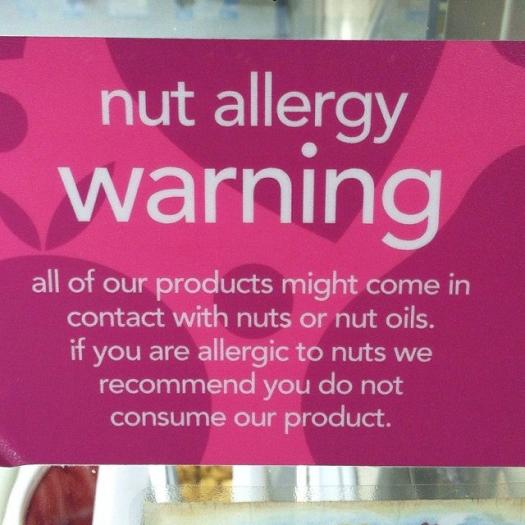 nut allergy
warning
all of our products might come in
contact with nuts or nut oils.
if you are allergic to nuts we
recommend you do not
consume our product.